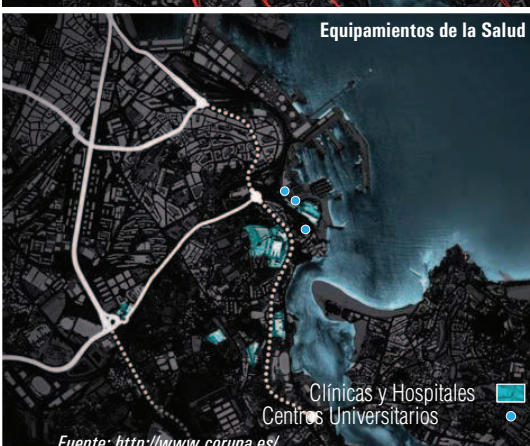 Equipamientos de la Salud
Clínicas y Hospitales
Centros Universitarios
Fuente: http://www.coruna.es/